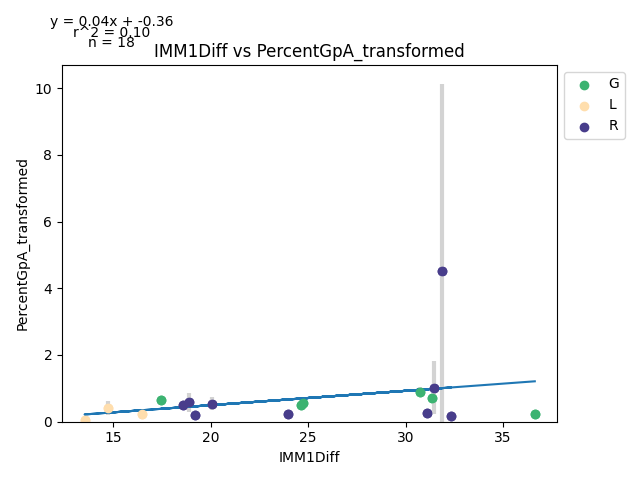 y = 0.04x + -0.36
r^2 = 0.10
n = 18
IMM1Diff vs PercentGpA_transformed
G
L
R
PercentGpA_transformed
10
8
6
4
2
0
15
20
25
30
35
IMM1Diff